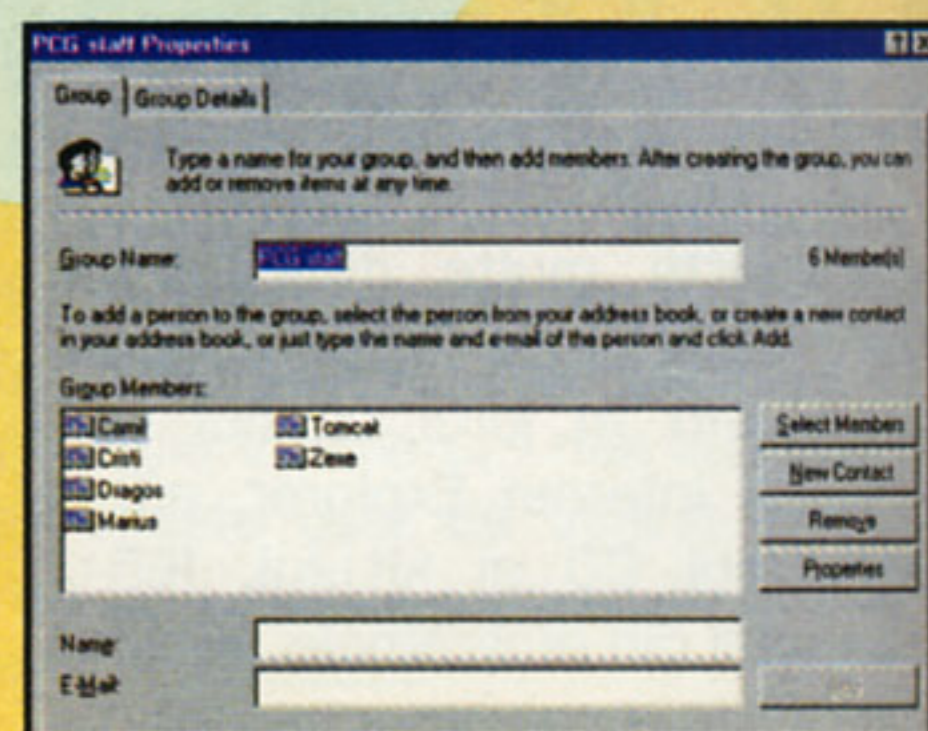 PCG staff Properties
Group Group Details
Type a name for your group, and then add members. After creating the group, you can
add or remove items at any time.
Group Name: PCG staff 6 Member(s)
To add a person to the group, select the person from your address book, or create a new contact
in your address book, or just type the name and e-mail of the person and click Add.
Group Members:
Camil Tomcat
Cristi Zexe
Dragos
Marius
Select Members
New Contact
Remove
Properties
Name:
E-Mail: